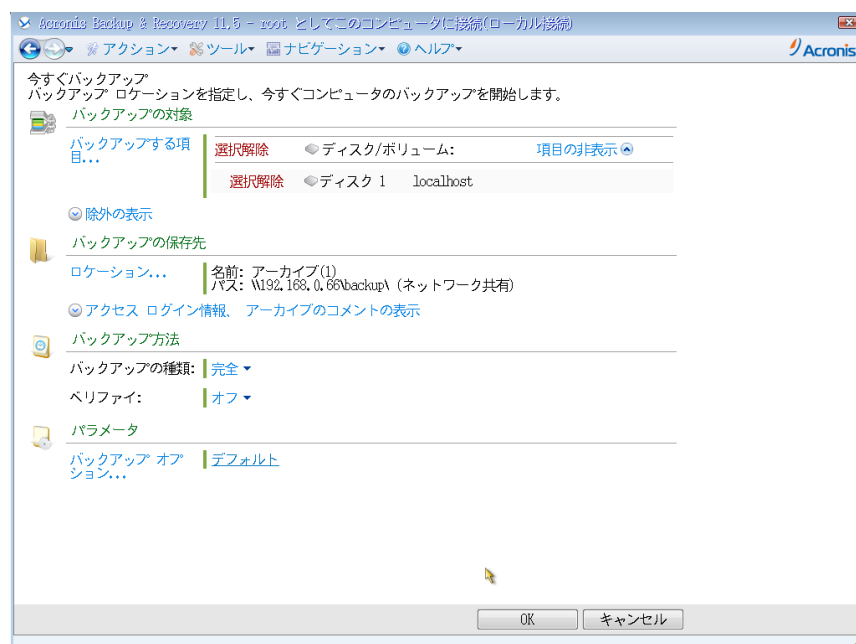 Acronis Backup & Recovery 11.5 - root としてこのコンピュータに接続(ローカル接続)
アクション ツール ナビゲーション ヘルプ Acronis
今すぐバックアップ
バックアップ ロケーションを指定し、今すぐコンピュータのバックアップを開始します。
バックアップの対象
バックアップする項目... 選択解除 ディスク/ボリューム: 項目の非表示
選択解除 ディスク 1 localhost
除外の表示
バックアップの保存先
ロケーション... 名前: アーカイブ(1)
パス: \\192.168.0.66\backup\ (ネットワーク共有)
アクセス ログイン情報、 アーカイブのコメントの表示
バックアップ方法
バックアップの種類: 完全
ベリファイ: オフ
パラメータ
バックアップ オプション... デフォルト
OK キャンセル